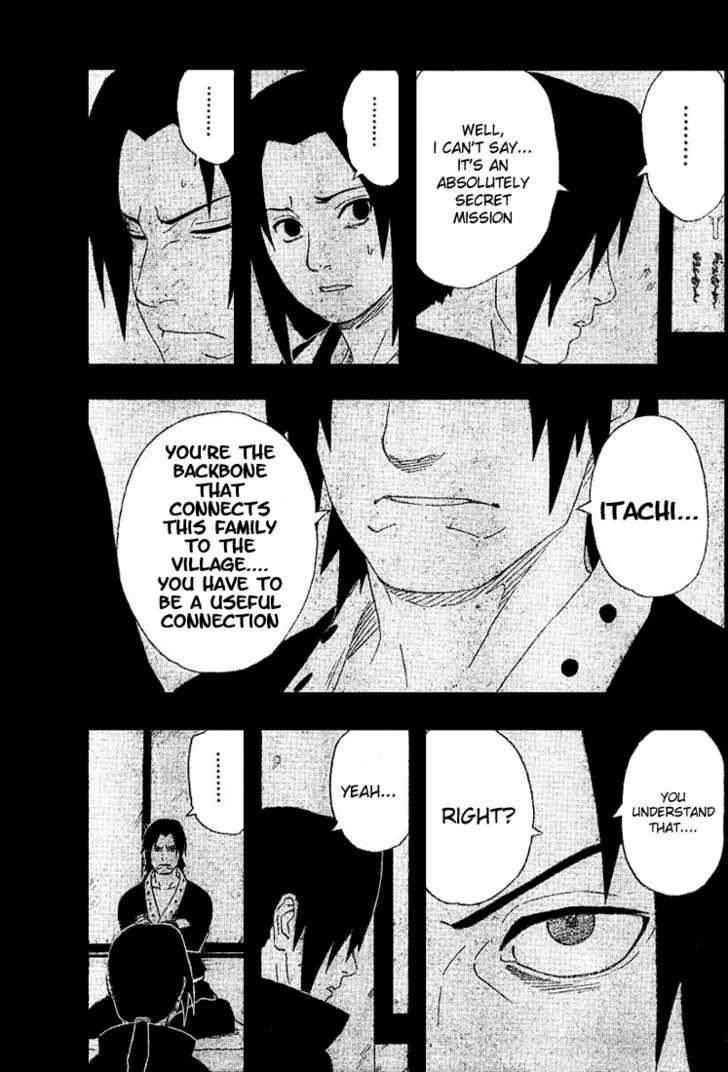 ........
WELL,
I CAN'T SAY...
IT'S AN
ABSOLUTELY
SECRET
MISSION
........
........
ITACHI...
YOU'RE THE
BACKBONE
THAT
CONNECTS
THIS FAMILY
TO THE
VILLAGE....
YOU HAVE TO
BE A USEFUL
CONNECTION
YOU
UNDERSTAND
THAT....
RIGHT?
YEAH...
........